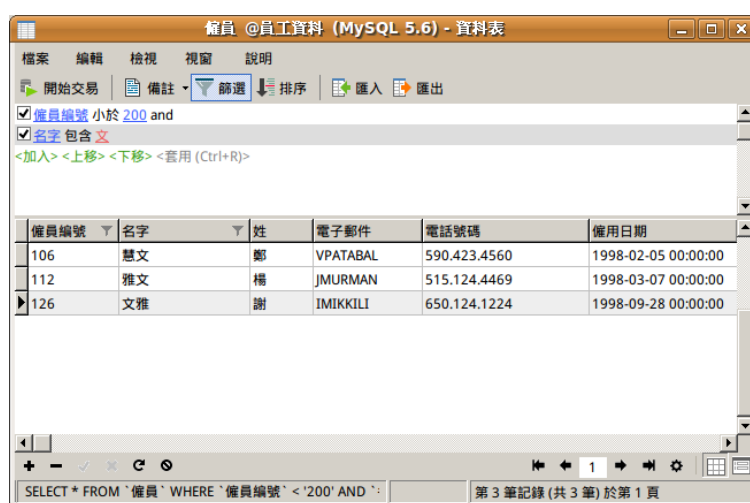 僱員 @員工資料 (MySQL 5.6) - 資料表
檔案 編輯 檢視 視窗 說明
開始交易 備註 篩選 排序 匯入 匯出
僱員編號 小於 200 and
名字 包含 文
<加入> <上移> <下移> <套用 (Ctrl+R)>
僱員編號 名字 姓 電子郵件 電話號碼 僱用日期
106 慧文 鄭 VPATABAL 590.423.4560 1998-02-05 00:00:00
112 雅文 楊 JMURMAN 515.124.4469 1998-03-07 00:00:00
126 文雅 謝 IMIKKILI 650.124.1224 1998-09-28 00:00:00
1
SELECT * FROM `僱員` WHERE `僱員編號` < '200' AND ` 第 3 筆記錄 (共 3 筆) 於第 1 頁